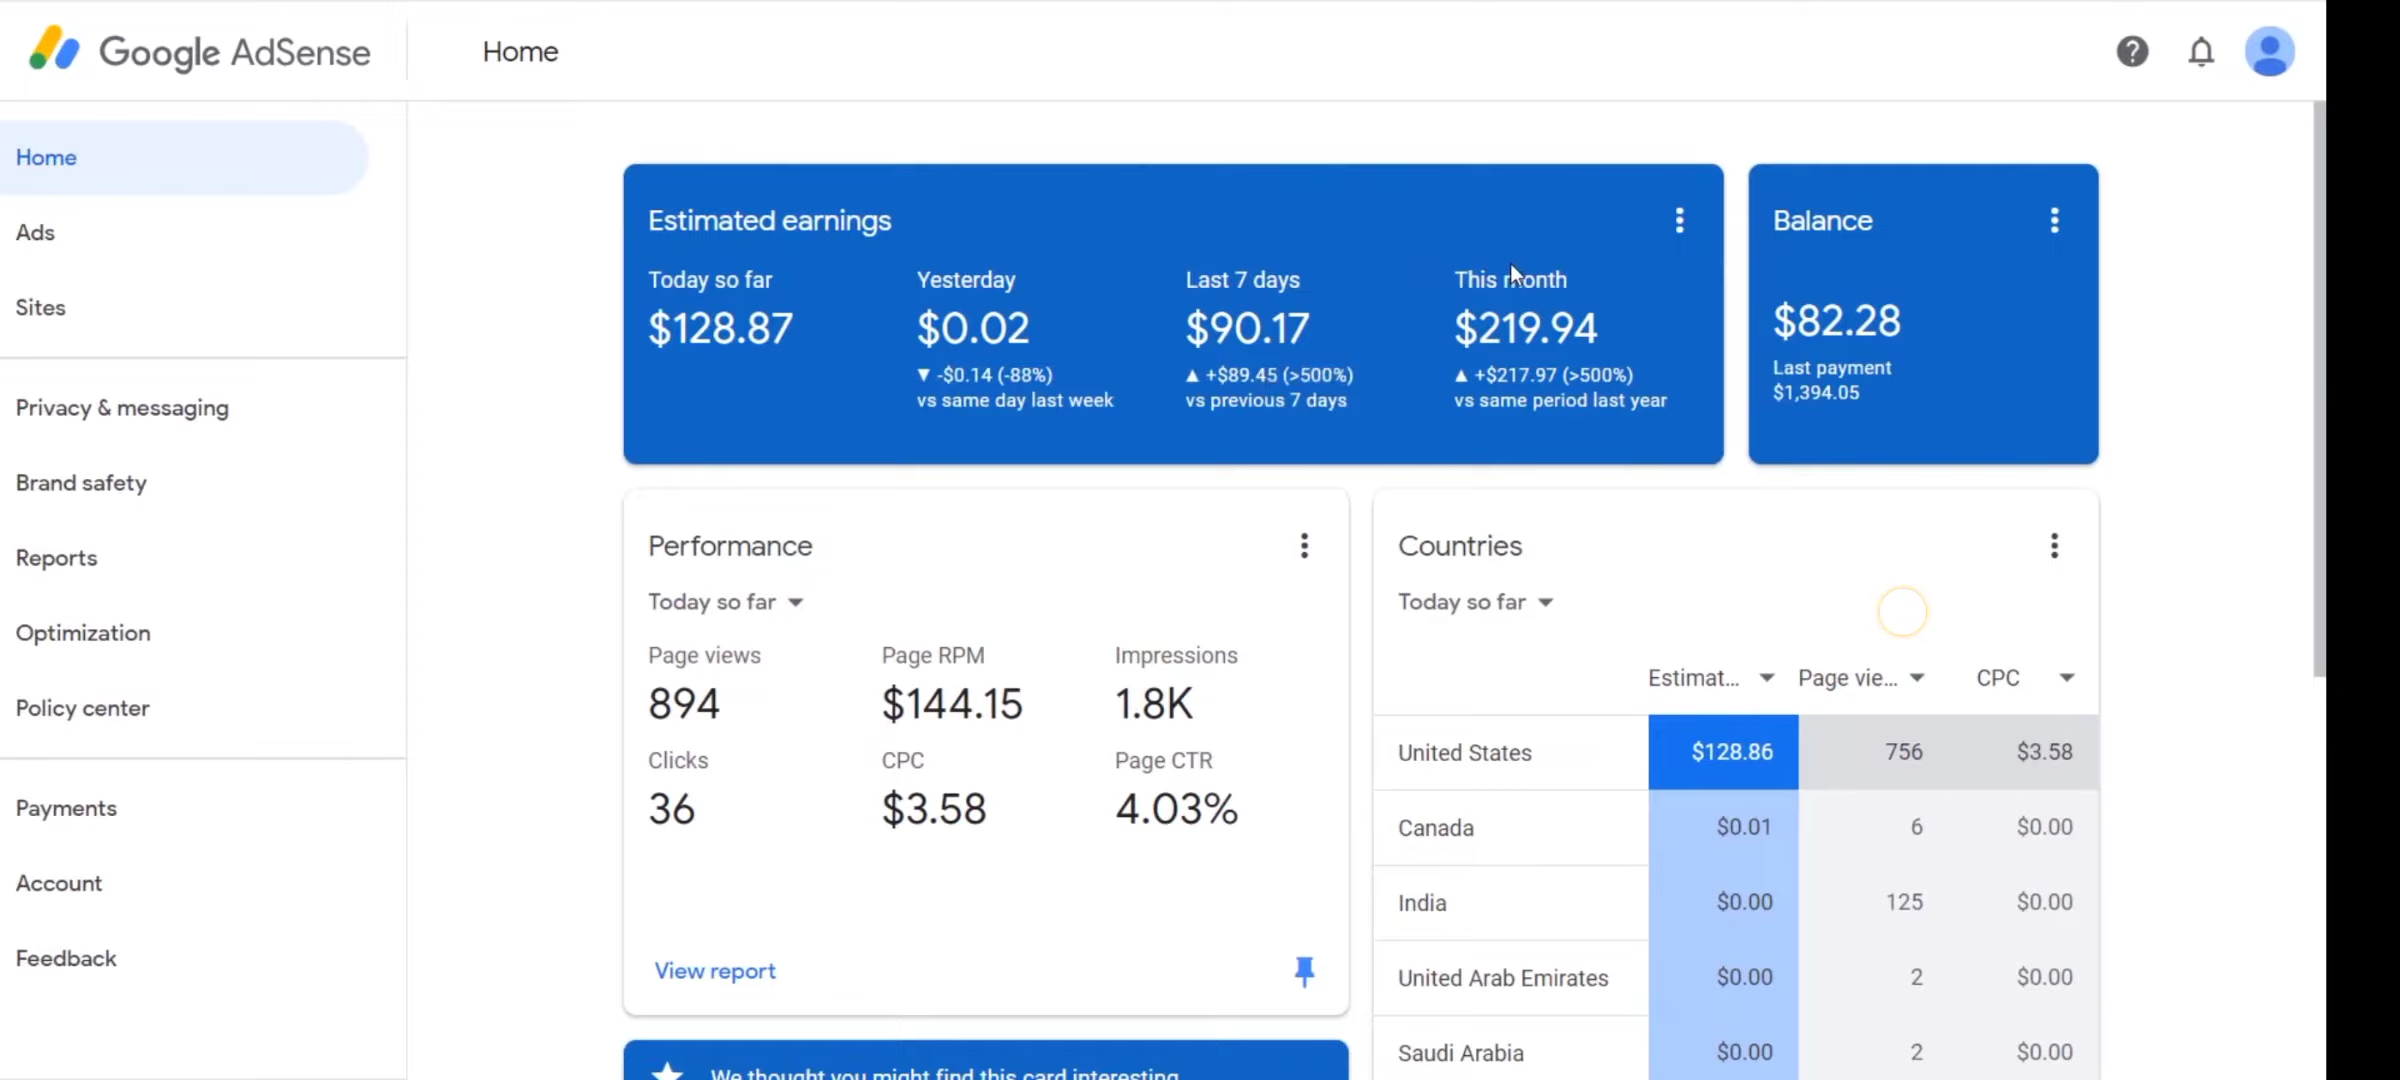 Google AdSense
Home
Home
Ads
Sites
Privacy & messaging
Brand safety
Reports
Optimization
Policy center
Payments
Account
Feedback
Estimated earnings
Today so far
$128.87
Yesterday
$0.02
▼ -$0.14 (-88%)
vs same day last week
Last 7 days
$90.17
▲ +$89.45 (>500%)
vs previous 7 days
This month
$219.94
▲ +$217.97 (>500%)
vs same period last year
Balance
$82.28
Last payment
$1,394.05
Performance
Today so far
Page views
894
Page RPM
$144.15
Impressions
1.8K
Clicks
36
CPC
$3.58
Page CTR
4.03%
View report
We thought you might find this card interesting
Countries
Today so far
Estimat... Page vie... CPC
United States $128.86 756 $3.58
Canada $0.01 6 $0.00
India $0.00 125 $0.00
United Arab Emirates $0.00 2 $0.00
Saudi Arabia $0.00 2 $0.00